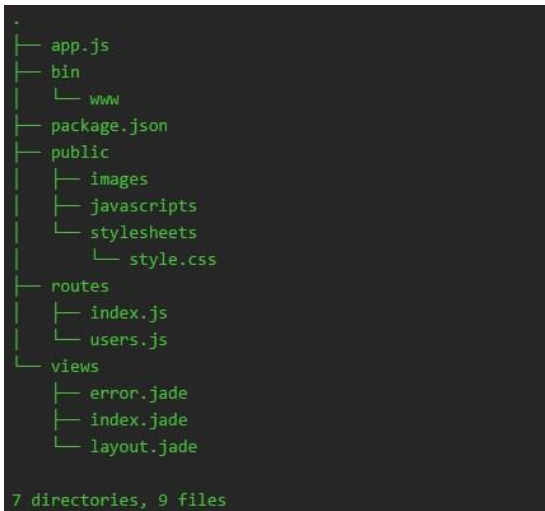 .
├── app.js
├── bin
│   └── www
├── package.json
├── public
│   ├── images
│   ├── javascripts
│   └── stylesheets
│       └── style.css
├── routes
│   ├── index.js
│   └── users.js
└── views
    ├── error.jade
    ├── index.jade
    └── layout.jade

7 directories, 9 files